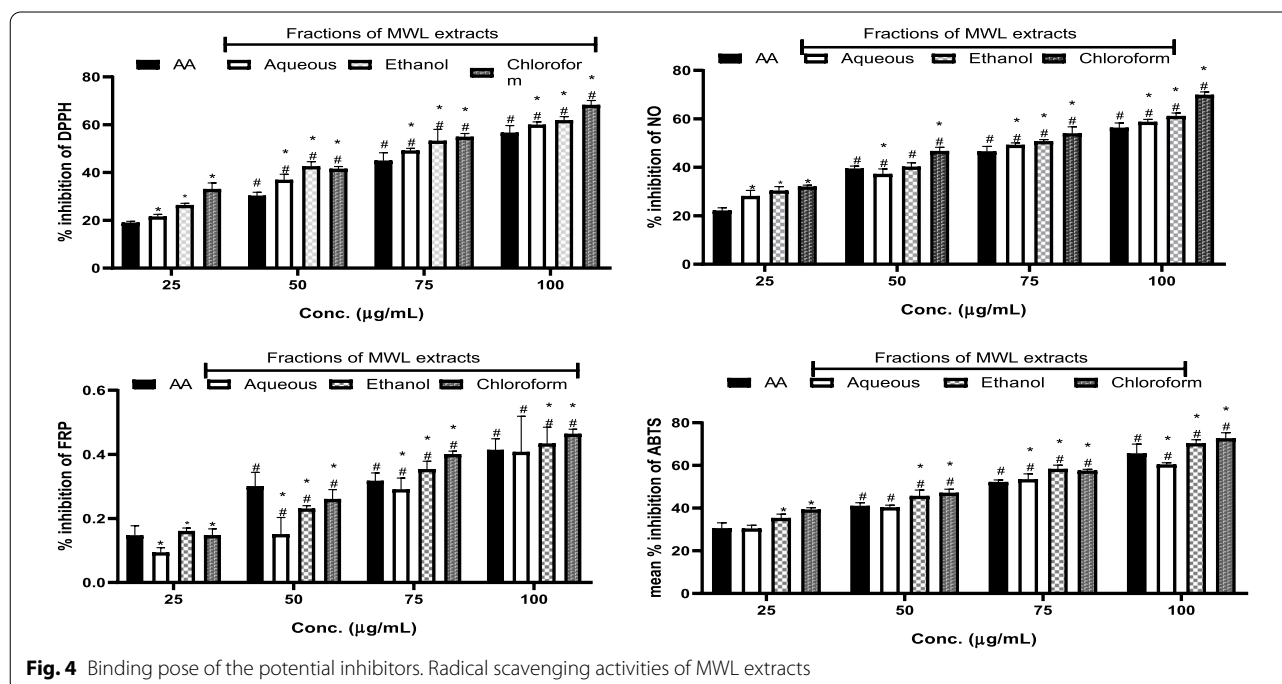 Fractions of MWL extracts
AA Aqueous Ethanol Chlorofor
m
% inhibition of DPPH
80
60
40
20
0
* * * * # * # * # * # # * # * # * # # * # * # * #
25 50 75 100
Conc. (µg/mL)
Fractions of MWL extracts
AA Aqueous Ethanol Chloroform
% inhibition of NO
80
60
40
20
0
* * * # * # # * # # * # * # * # # * # * # * #
25 50 75 100
Conc. (µg/mL)
Fractions of MWL extracts
AA Aqueous Ethanol Chloroform
% inhibition of FRP
0.6
0.4
0.2
0.0
* * * # * # * # * # # * # * # * # # # * # * #
25 50 75 100
Conc. (µg/mL)
Fractions of MWL extracts
AA Aqueous Ethanol Chloroform
mean % inhibition of ABTS
80
60
40
20
0
* * # # * # * # # * # * # * # # * # * # * #
25 50 75 100
Conc. (µg/mL)
Fig. 4 Binding pose of the potential inhibitors. Radical scavenging activities of MWL extracts